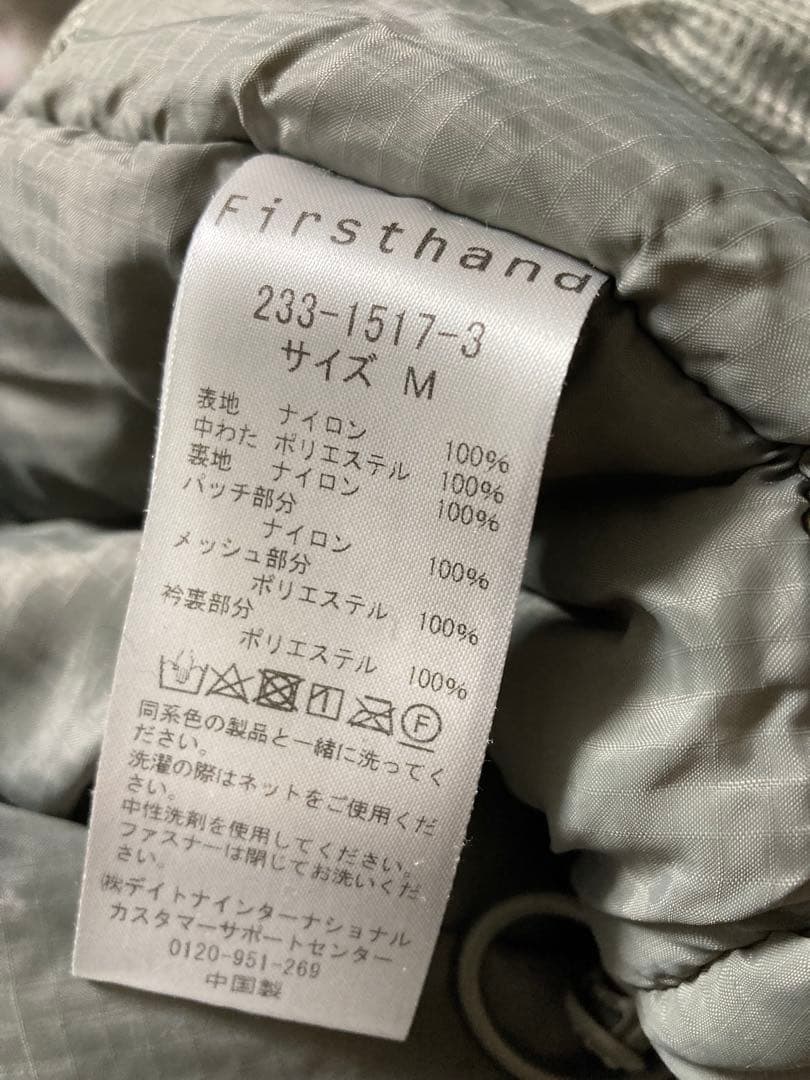 Firsthand
233-1517-3
サイズ M
表地 ナイロン 100%
中わた ポリエステル 100%
裏地 ナイロン 100%
パッチ部分
ナイロン 100%
メッシュ部分
ポリエステル 100%
衿裏部分
ポリエステル 100%
1 F
同系色の製品と一緒に洗ってく
ださい。
洗濯の際はネットをご使用くだ
さい。
中性洗剤を使用してください。
ファスナーは閉じてお洗いくだ
さい。
㈱デイトナインターナショナル
カスタマーサポートセンター
0120-951-269
中国製